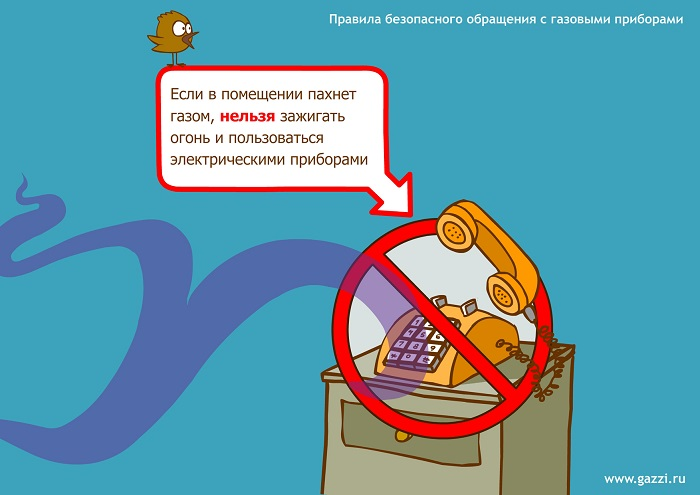 Правила безопасного обращения с газовыми приборами
Если в помещении пахнет
газом, нельзя зажигать
огонь и пользоваться
электрическими приборами
www.gazzi.ru